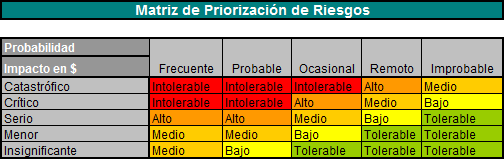 Matriz de Priorización de Riesgos
Probabilidad
Impacto en $ Frecuente Probable Ocasional Remoto Improbable
Catastrófico Intolerable Intolerable Intolerable Alto Medio
Crítico Intolerable Intolerable Alto Medio Bajo
Serio Alto Alto Medio Bajo Tolerable
Menor Medio Medio Bajo Tolerable Tolerable
Insignificante Medio Bajo Tolerable Tolerable Tolerable